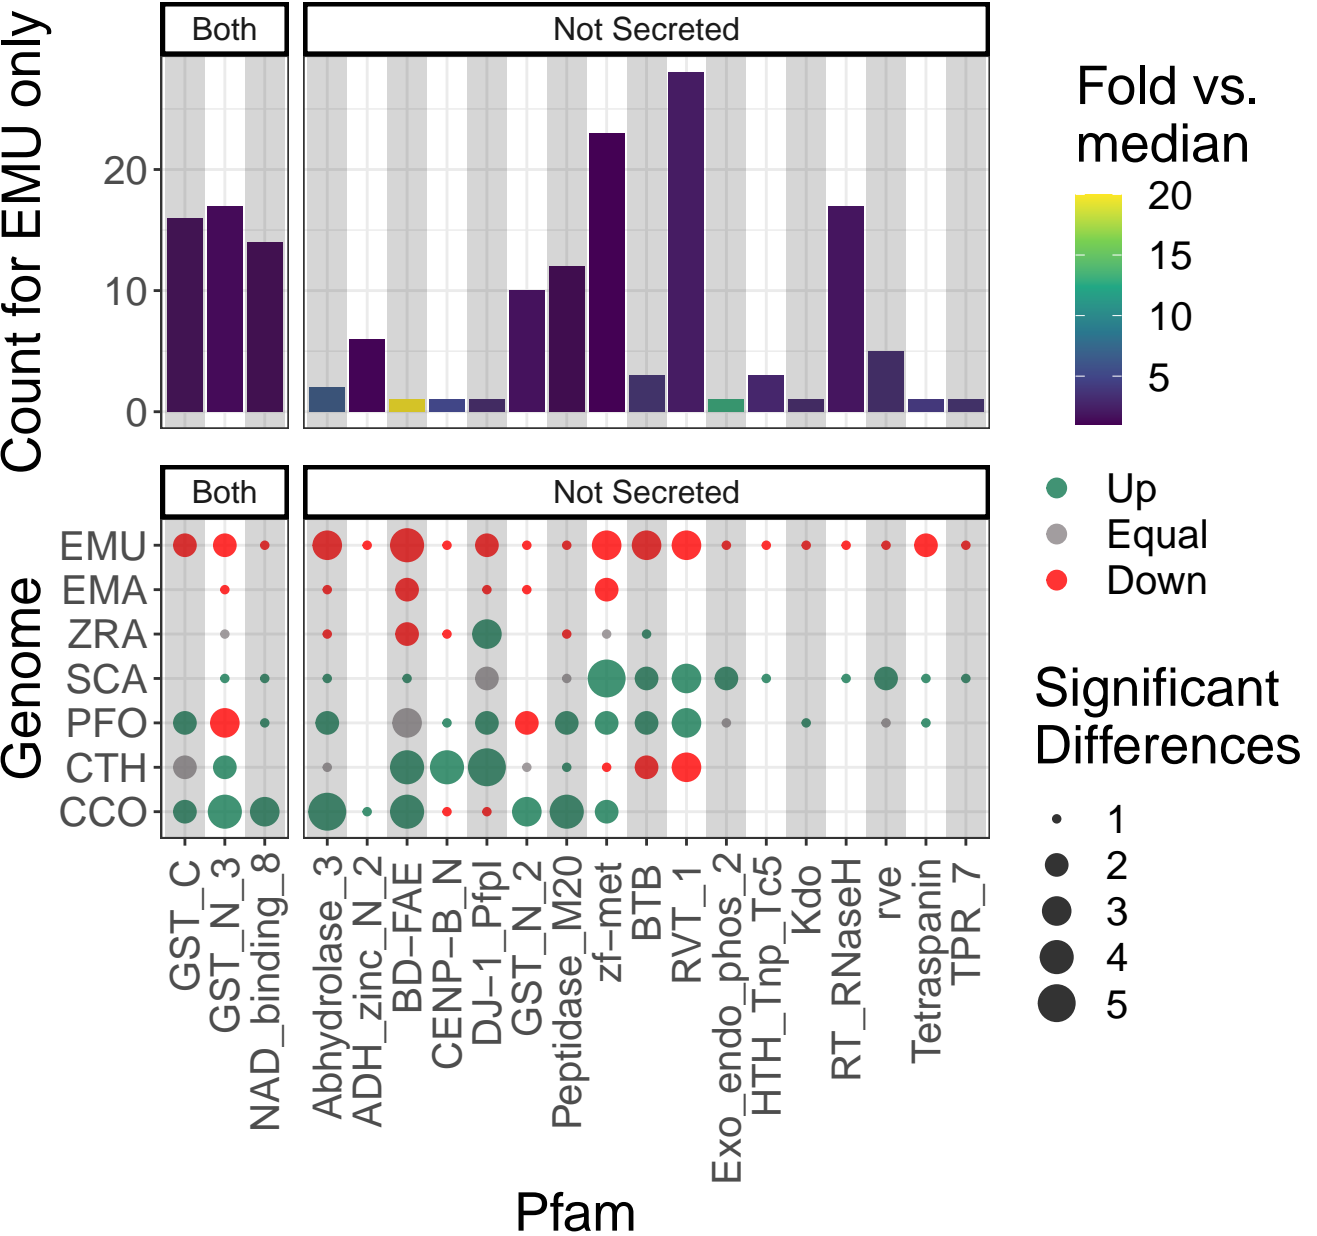 Both
Not Secreted
Count for EMU only
20
10
0
Fold vs.
median
20
15
10
5
Both
Not Secreted
Genome
EMU
EMA
ZRA
SCA
PFO
CTH
CCO
Up
Equal
Down
Significant
Differences
1
2
3
4
5
GST_C
GST_N_3
NAD_binding_8
Abhydrolase_3
ADH_zinc_N_2
BD−FAE
CENP−B_N
DJ−1_PfpI
GST_N_2
Peptidase_M20
zf−met
BTB
RVT_1
Exo_endo_phos_2
HTH_Tnp_Tc5
Kdo
RT_RNaseH
rve
Tetraspanin
TPR_7
Pfam